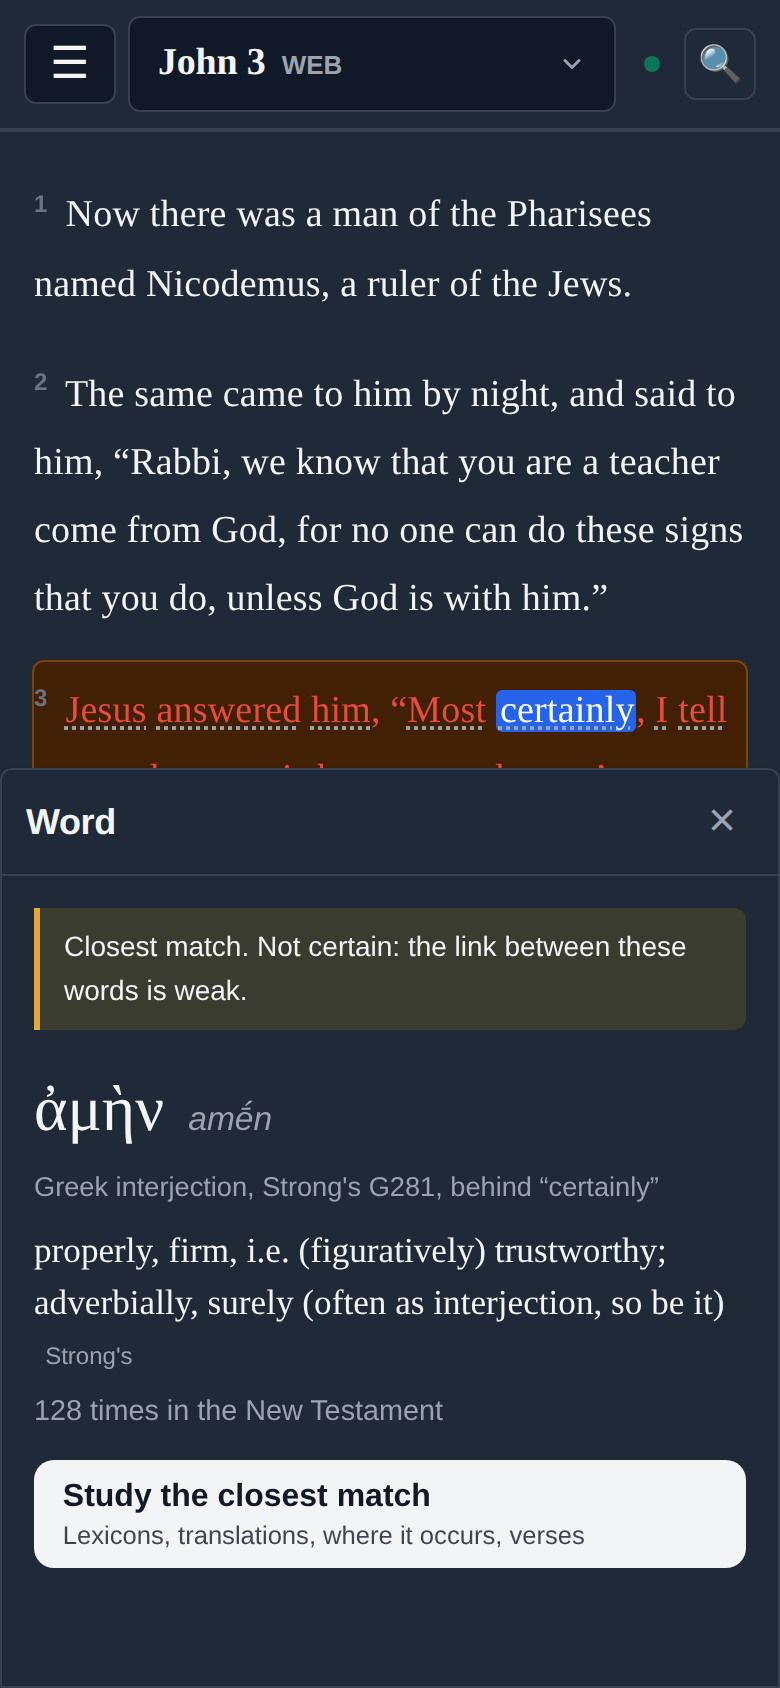 ☰ John 3 WEB
1 Now there was a man of the Pharisees
named Nicodemus, a ruler of the Jews.
2 The same came to him by night, and said to
him, “Rabbi, we know that you are a teacher
come from God, for no one can do these signs
that you do, unless God is with him.”
3 Jesus answered him, “Most certainly, I tell
Word ✕
Closest match. Not certain: the link between these
words is weak.
ἀμὴν amḗn
Greek interjection, Strong's G281, behind “certainly”
properly, firm, i.e. (figuratively) trustworthy;
adverbially, surely (often as interjection, so be it)
Strong's
128 times in the New Testament
Study the closest match
Lexicons, translations, where it occurs, verses